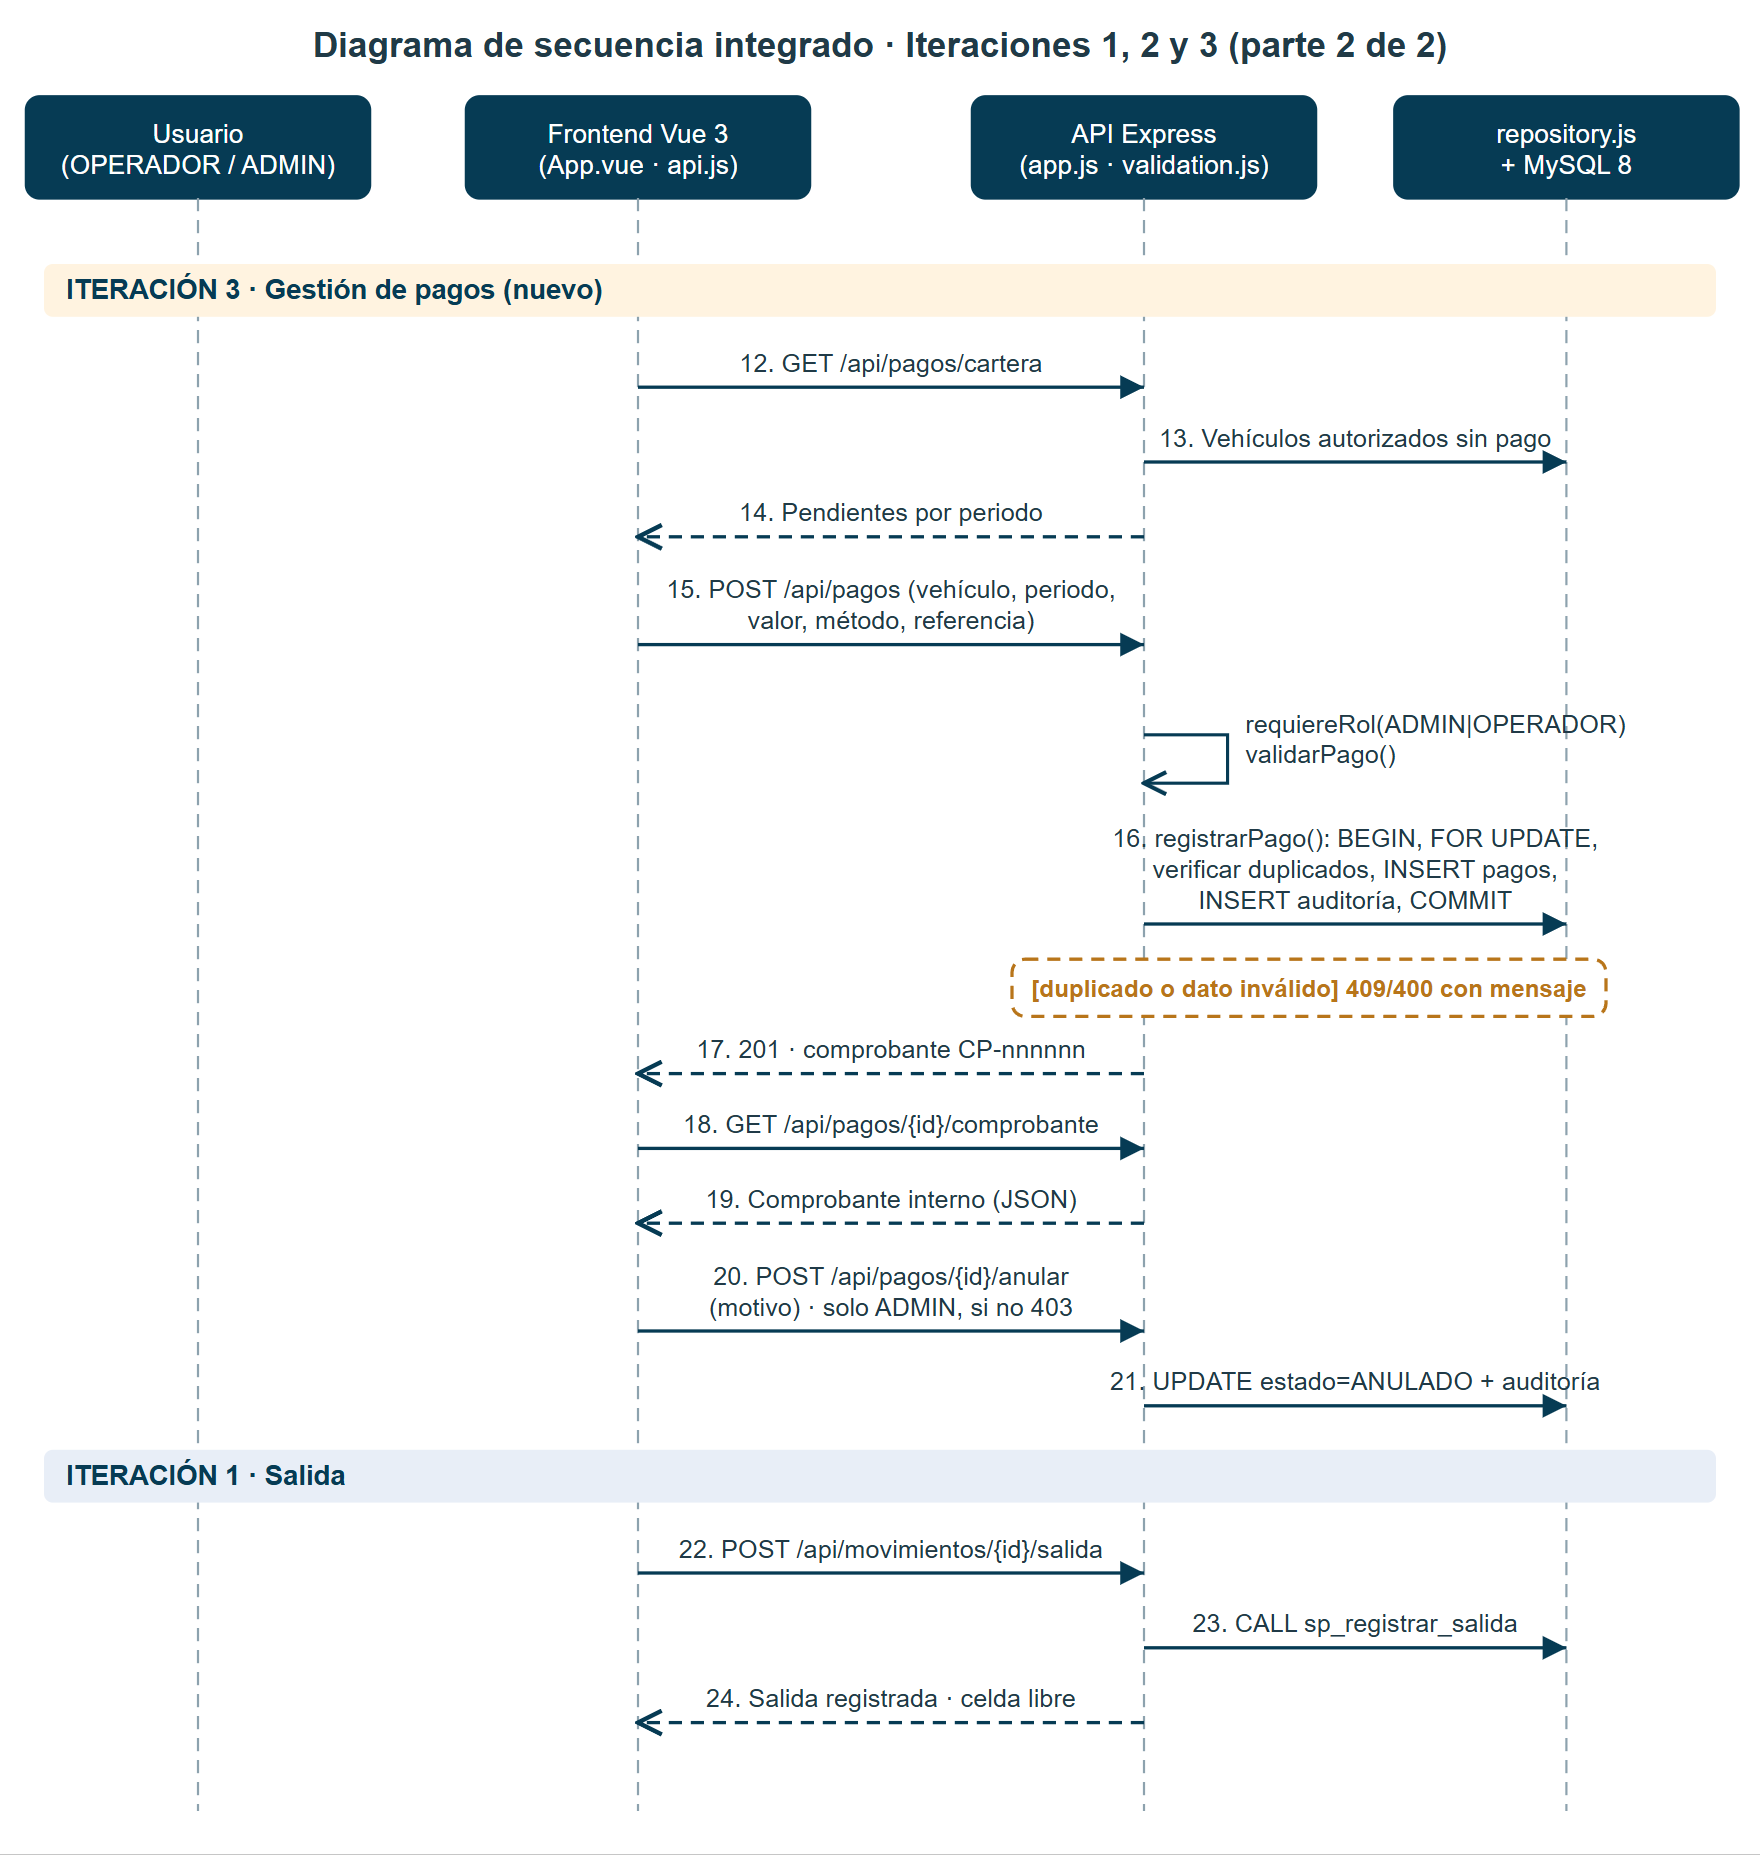 Diagrama de secuencia integrado · Iteraciones 1, 2 y 3 (parte 2 de 2)
Usuario
(OPERADOR / ADMIN)
Frontend Vue 3
(App.vue · api.js)
API Express
(app.js · validation.js)
repository.js
+ MySQL 8
ITERACIÓN 3 · Gestión de pagos (nuevo)
12. GET /api/pagos/cartera
13. Vehículos autorizados sin pago
14. Pendientes por periodo
15. POST /api/pagos (vehículo, periodo,
valor, método, referencia)
requiereRol(ADMIN|OPERADOR)
validarPago()
16. registrarPago(): BEGIN, FOR UPDATE,
verificar duplicados, INSERT pagos,
INSERT auditoría, COMMIT
[duplicado o dato inválido] 409/400 con mensaje
17. 201 · comprobante CP-nnnnnn
18. GET /api/pagos/{id}/comprobante
19. Comprobante interno (JSON)
20. POST /api/pagos/{id}/anular
(motivo) · solo ADMIN, si no 403
21. UPDATE estado=ANULADO + auditoría
ITERACIÓN 1 · Salida
22. POST /api/movimientos/{id}/salida
23. CALL sp_registrar_salida
24. Salida registrada · celda libre